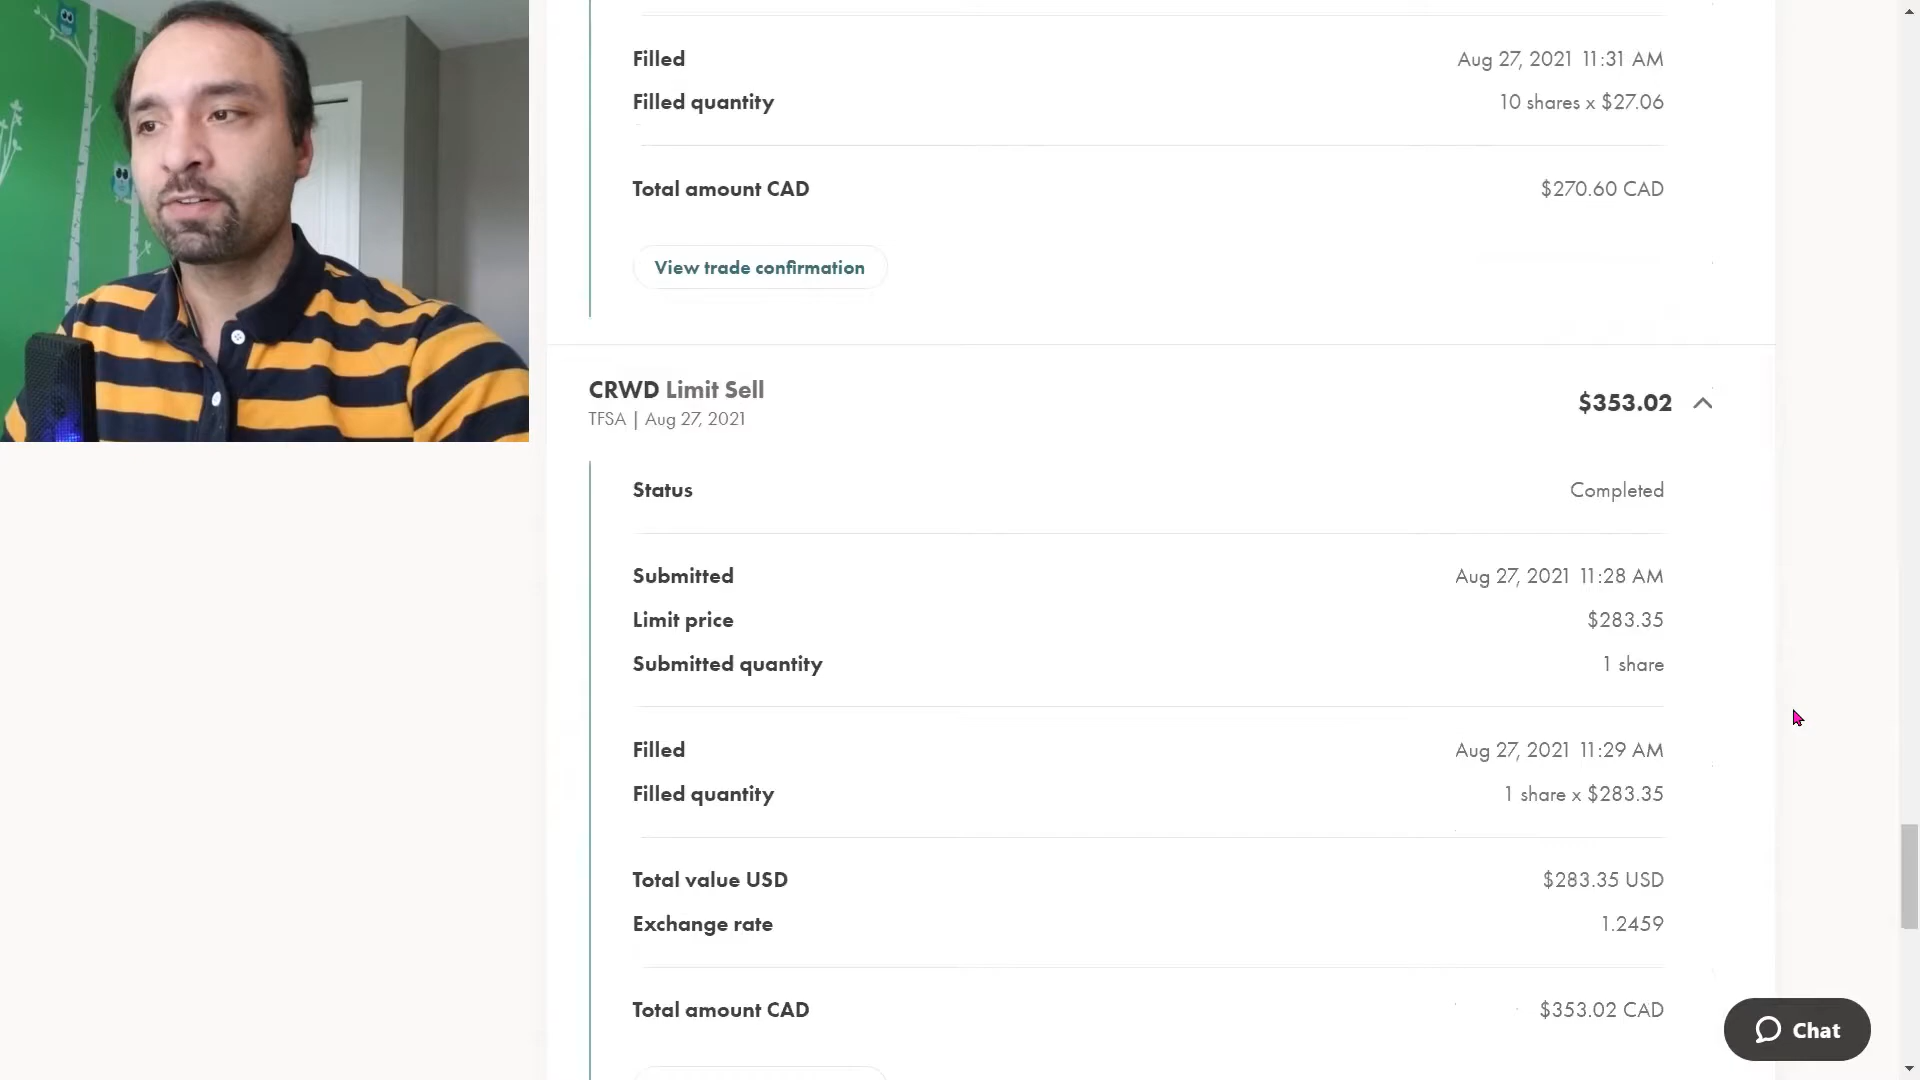 Filled Aug 27, 2021 11:31 AM
Filled quantity 10 shares x $27.06
Total amount CAD $270.60 CAD
View trade confirmation
CRWD Limit Sell $353.02
TFSA | Aug 27, 2021
Status Completed
Submitted Aug 27, 2021 11:28 AM
Limit price $283.35
Submitted quantity 1 share
Filled Aug 27, 2021 11:29 AM
Filled quantity 1 share x $283.35
Total value USD $283.35 USD
Exchange rate 1.2459
Total amount CAD $353.02 CAD
Chat